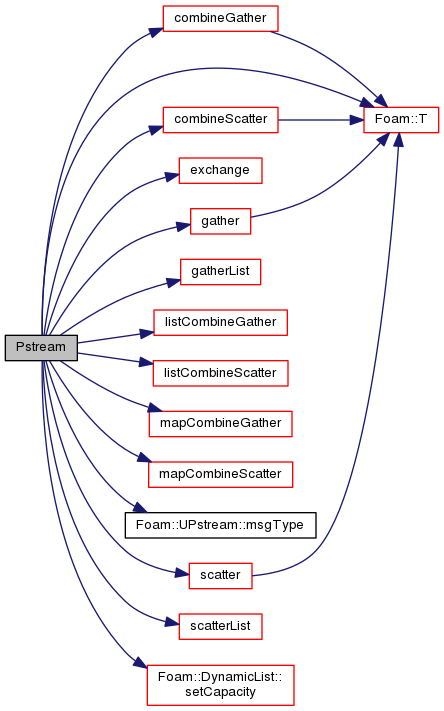 combineGather
Foam::T
combineScatter
exchange
gather
gatherList
listCombineGather
Pstream
listCombineScatter
mapCombineGather
mapCombineScatter
Foam::UPstream::msgType
scatter
scatterList
Foam::DynamicList::
setCapacity